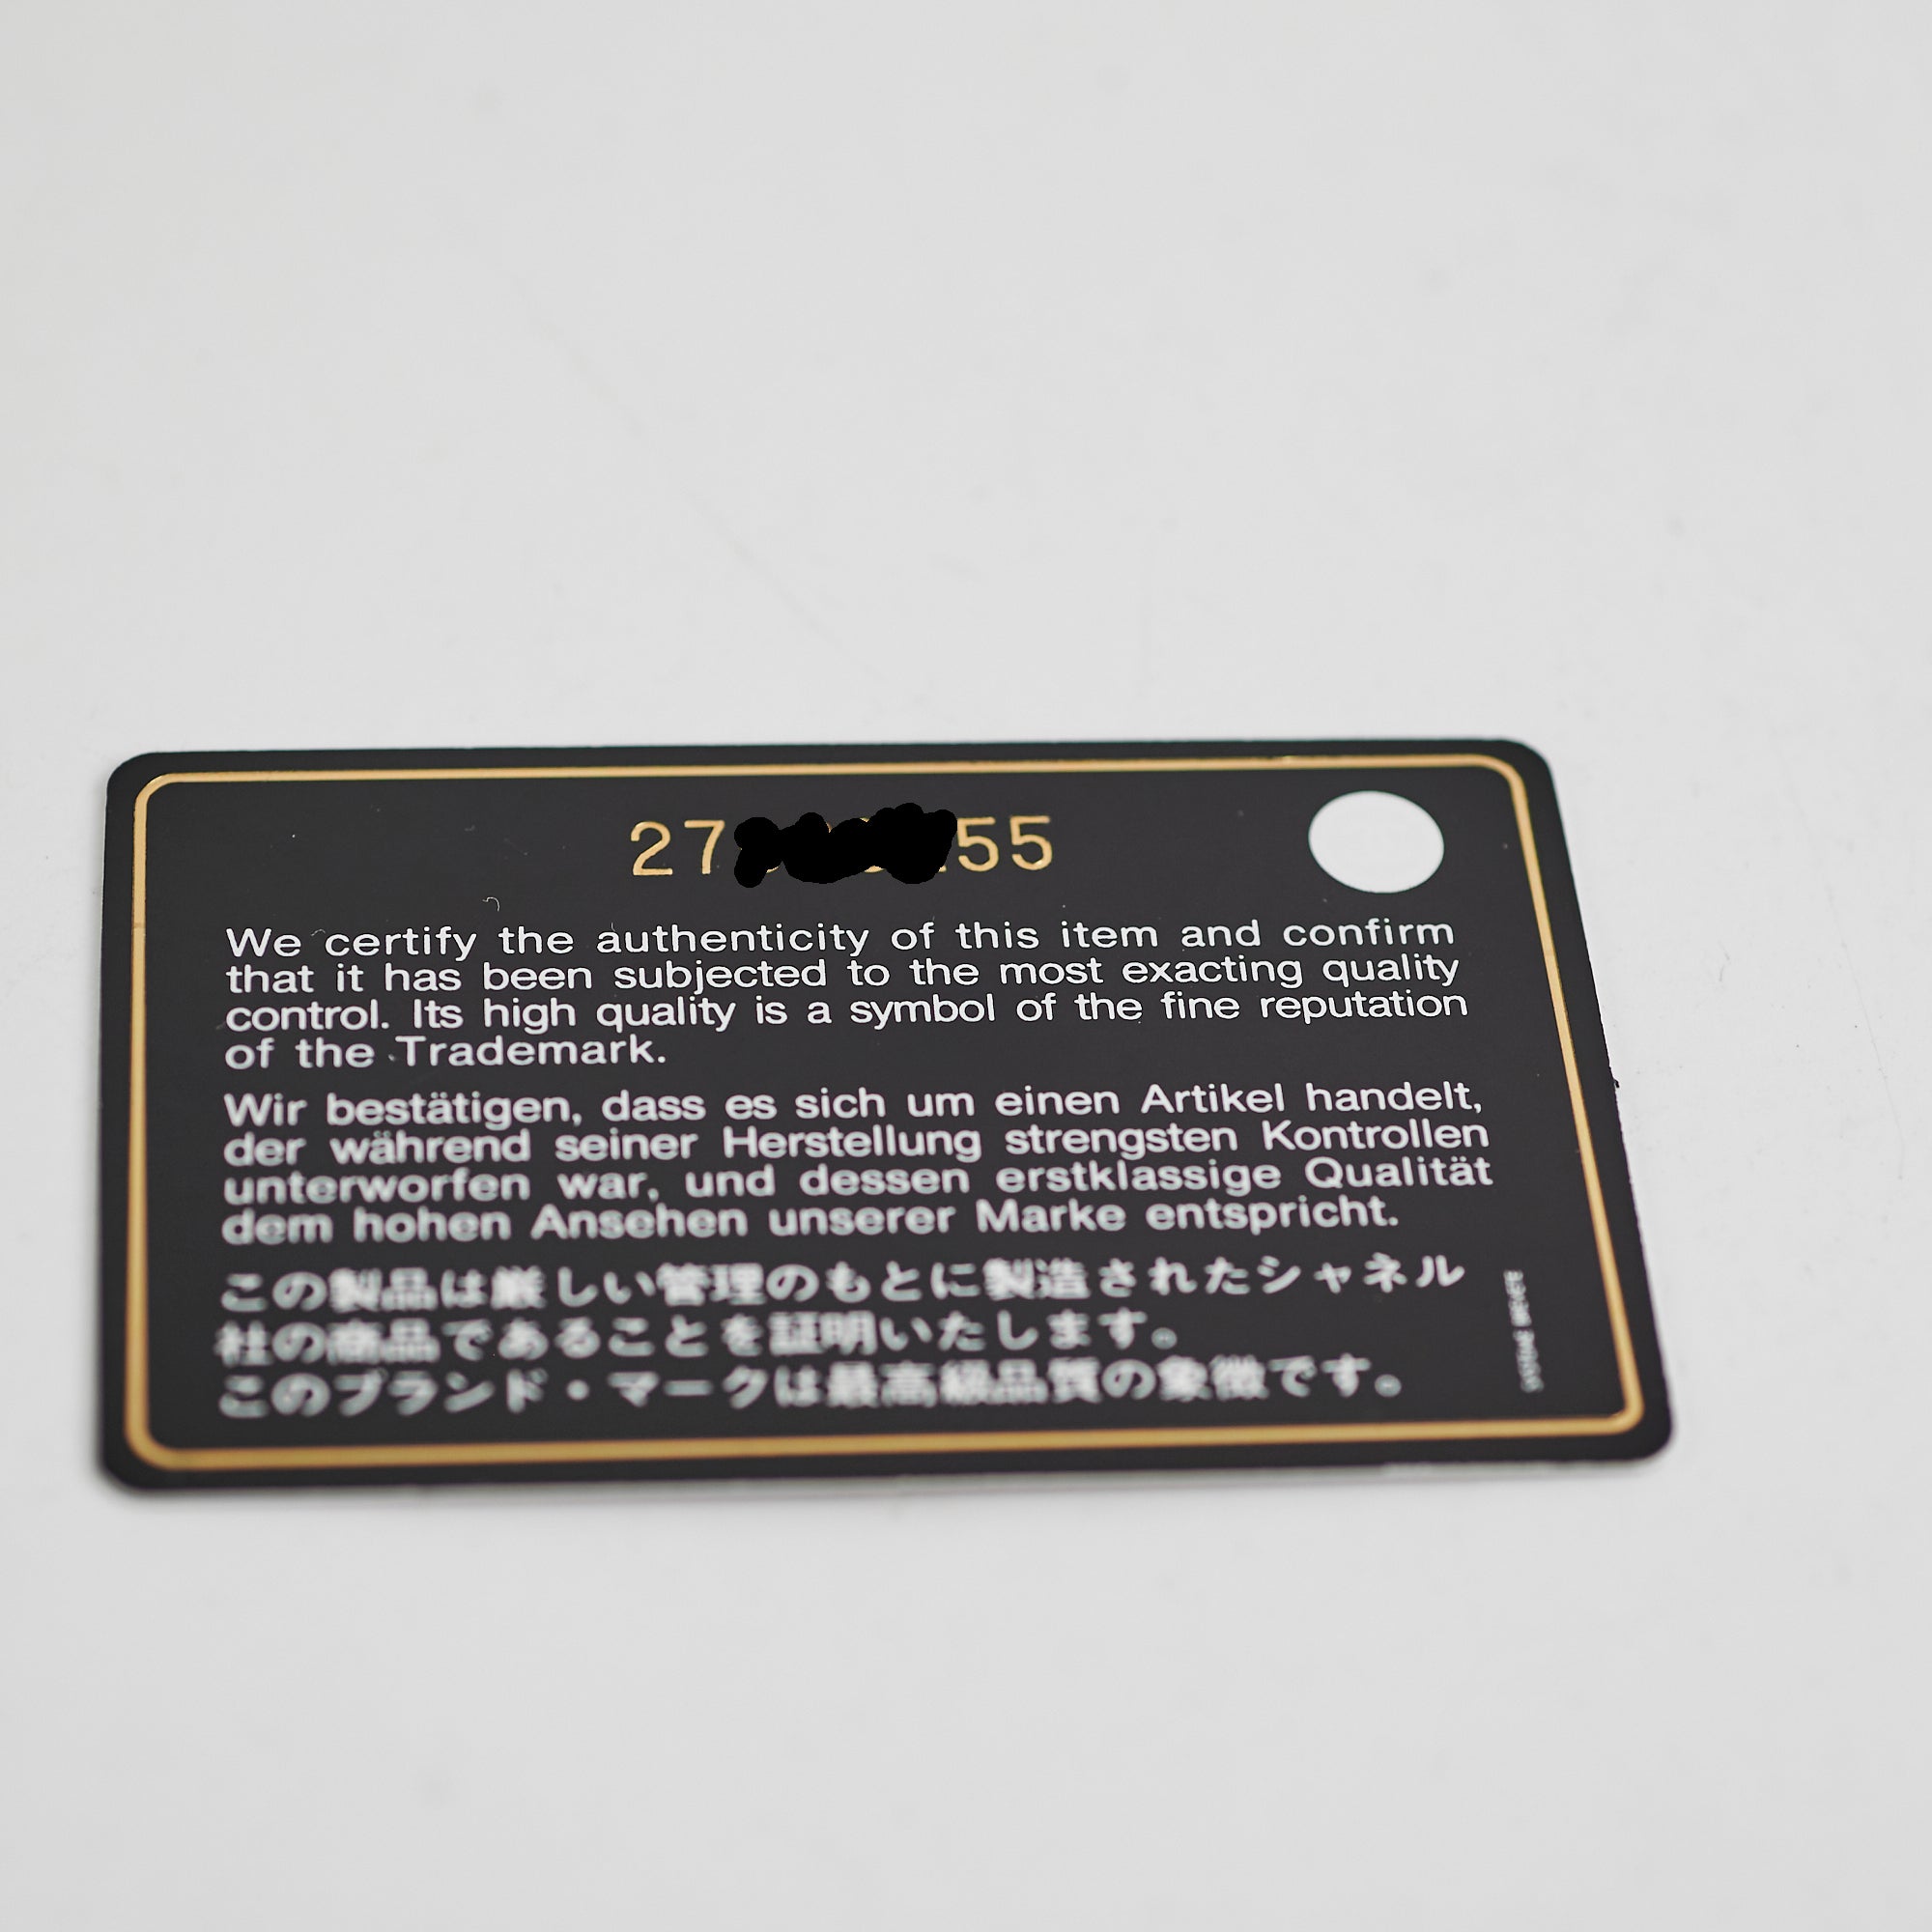 27 55
We certify the authenticity of this item and confirm
that it has been subjected to the most exacting quality
control. Its high quality is a symbol of the fine reputation
of the Trademark.
Wir bestätigen, dass es sich um einen Artikel handelt,
der während seiner Herstellung strengsten Kontrollen
unterworfen war, und dessen erstklassige Qualität
dem hohen Ansehen unserer Marke entspricht.
この製品は厳しい管理のもとに製造されたシャネル
社の商品であることを証明いたします。
このブランド・マークは最高級品質の象徴です。